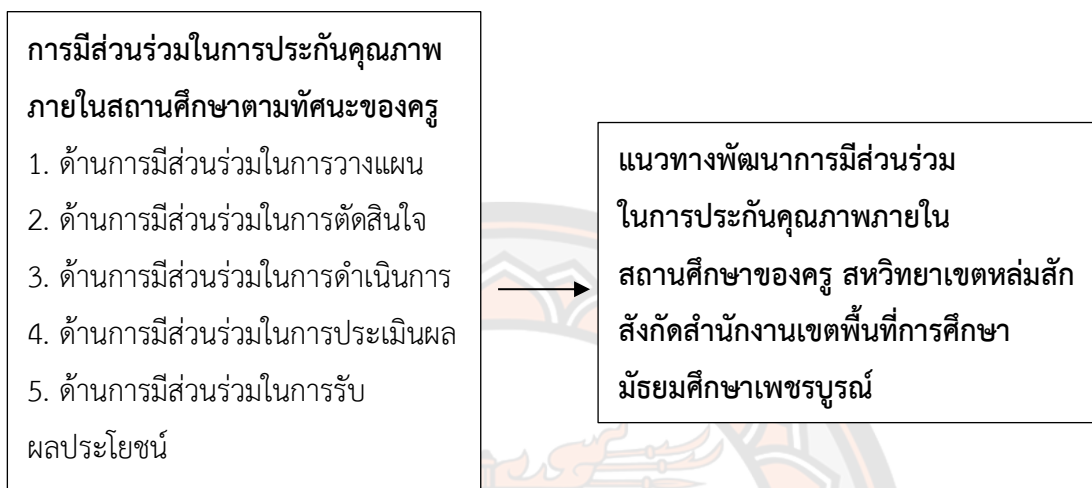 การมีส่วนร่วมในการประกันคุณภาพ
ภายในสถานศึกษาตามทัศนะของครู
1. ด้านการมีส่วนร่วมในการวางแผน
2. ด้านการมีส่วนร่วมในการตัดสินใจ
3. ด้านการมีส่วนร่วมในการดำเนินการ
4. ด้านการมีส่วนร่วมในการประเมินผล
5. ด้านการมีส่วนร่วมในการรับ
ผลประโยชน์
แนวทางพัฒนาการมีส่วนร่วม
ในการประกันคุณภาพภายใน
สถานศึกษาของครู สหวิทยาเขตหล่มสัก
สังกัดสำนักงานเขตพื้นที่การศึกษา
มัธยมศึกษาเพชรบูรณ์